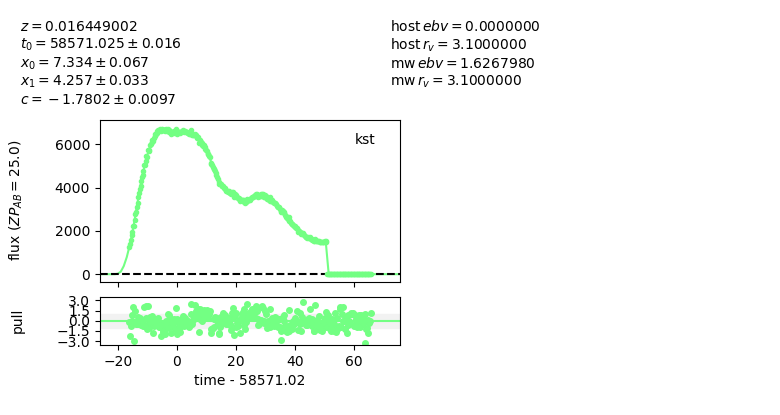 z = 0.016449002
t₀ = 58571.025 ± 0.016
x₀ = 7.334 ± 0.067
x₁ = 4.257 ± 0.033
c = −1.7802 ± 0.0097
host ebv = 0.0000000
host r_v = 3.1000000
mw ebv = 1.6267980
mw r_v = 3.1000000
flux (ZP_AB = 25.0)
6000
4000
2000
0
kst
pull
3.0
1.5
0.0
−1.5
−3.0
−20
0
20
40
60
time - 58571.02